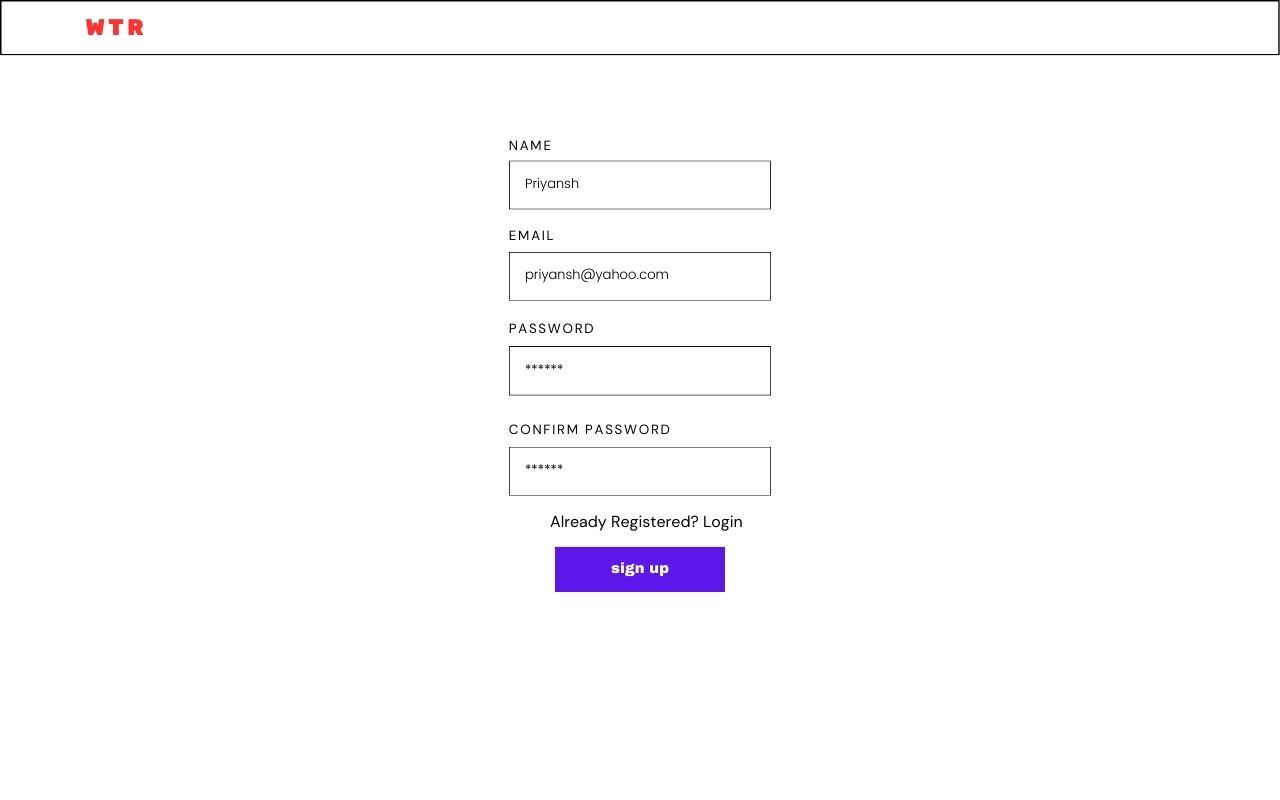 WTR
NAME
Priyansh
EMAIL
priyansh@yahoo.com
PASSWORD
******
CONFIRM PASSWORD
******
Already Registered? Login
sign up